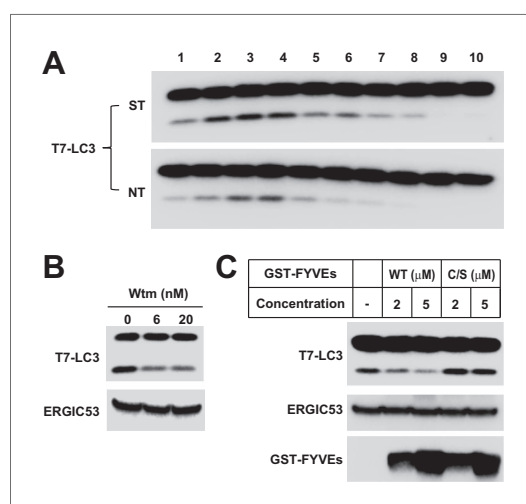 A
1 2 3 4 5 6 7 8 9 10
ST
T7-LC3
NT
B
Wtm (nM)
0 6 20
T7-LC3
ERGIC53
C
GST-FYVEs WT (μM) C/S (μM)
Concentration - 2 5 2 5
T7-LC3
ERGIC53
GST-FYVEs